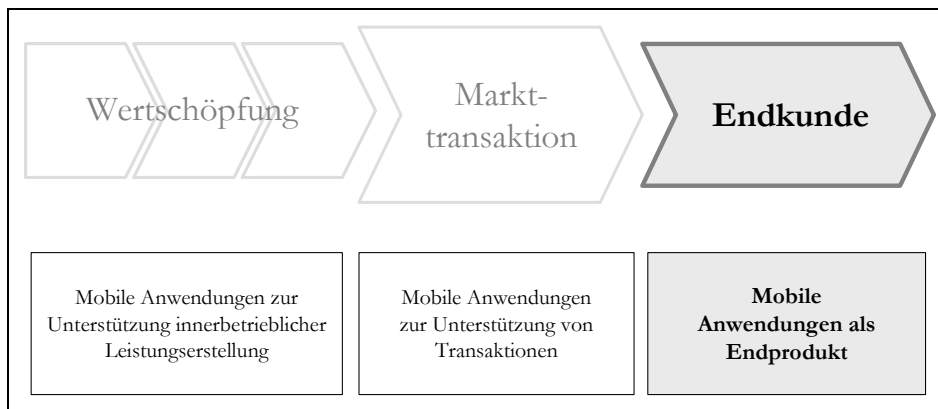 Wertschöpfung
Markt-
transaktion
Endkunde
Mobile Anwendungen zur
Unterstützung innerbetrieblicher
Leistungserstellung
Mobile Anwendungen
zur Unterstützung von
Transaktionen
Mobile
Anwendungen als
Endprodukt